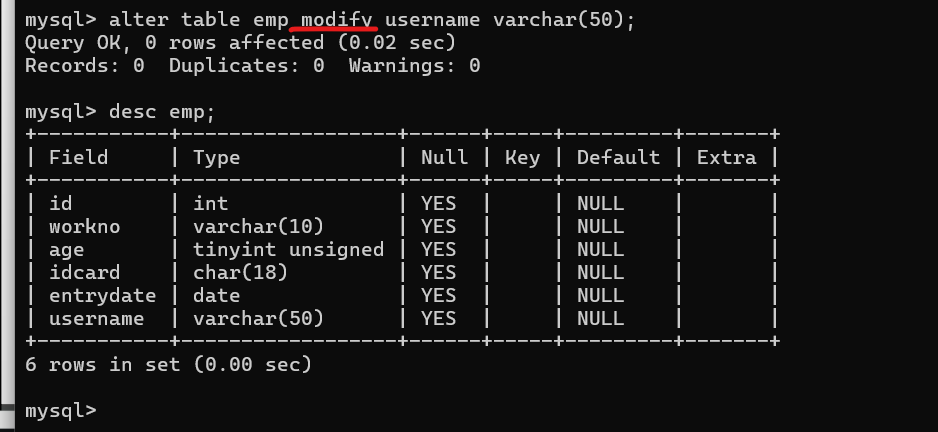 mysql> alter table emp modify username varchar(50);
Query OK, 0 rows affected (0.02 sec)
Records: 0  Duplicates: 0  Warnings: 0
mysql> desc emp;
+-----------+------------------+------+-----+---------+-------+
| Field     | Type             | Null | Key | Default | Extra |
+-----------+------------------+------+-----+---------+-------+
| id        | int              | YES  |     | NULL    |       |
| workno    | varchar(10)      | YES  |     | NULL    |       |
| age       | tinyint unsigned | YES  |     | NULL    |       |
| idcard    | char(18)         | YES  |     | NULL    |       |
| entrydate | date             | YES  |     | NULL    |       |
| username  | varchar(50)      | YES  |     | NULL    |       |
+-----------+------------------+------+-----+---------+-------+
6 rows in set (0.00 sec)
mysql>